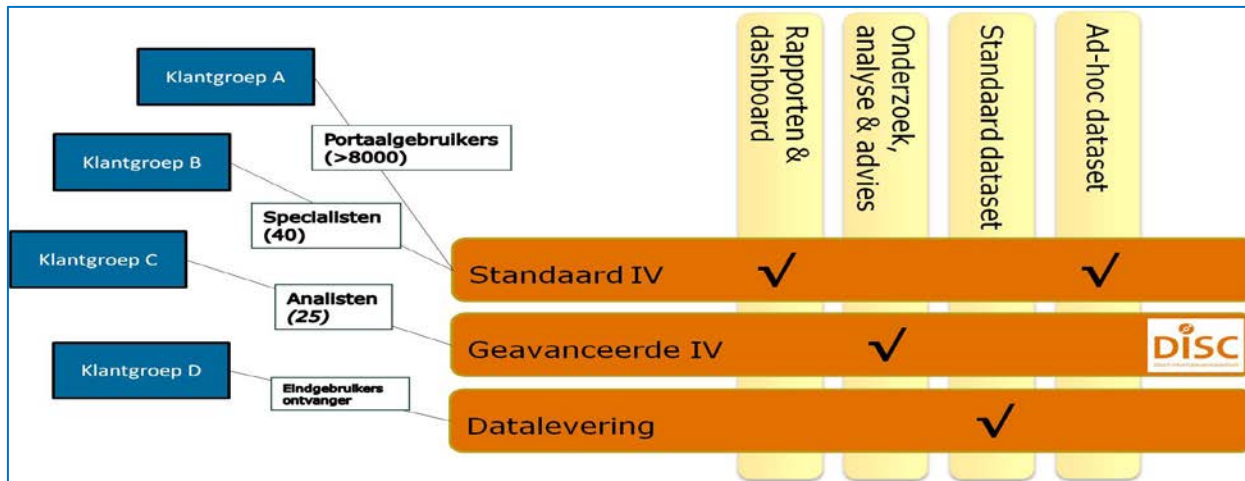 Klantgroep A
Portaalgebruikers
(>8000)
Klantgroep B
Specialisten
(40)
Klantgroep C
Analisten
(25)
Klantgroep D
Eindgebruikers
ontvanger
Rapporten &
dashboard
Onderzoek,
analyse & advies
Standaard dataset
Ad-hoc dataset
Standaard IV
√
√
Geavanceerde IV
√
DISC
Datalevering
√